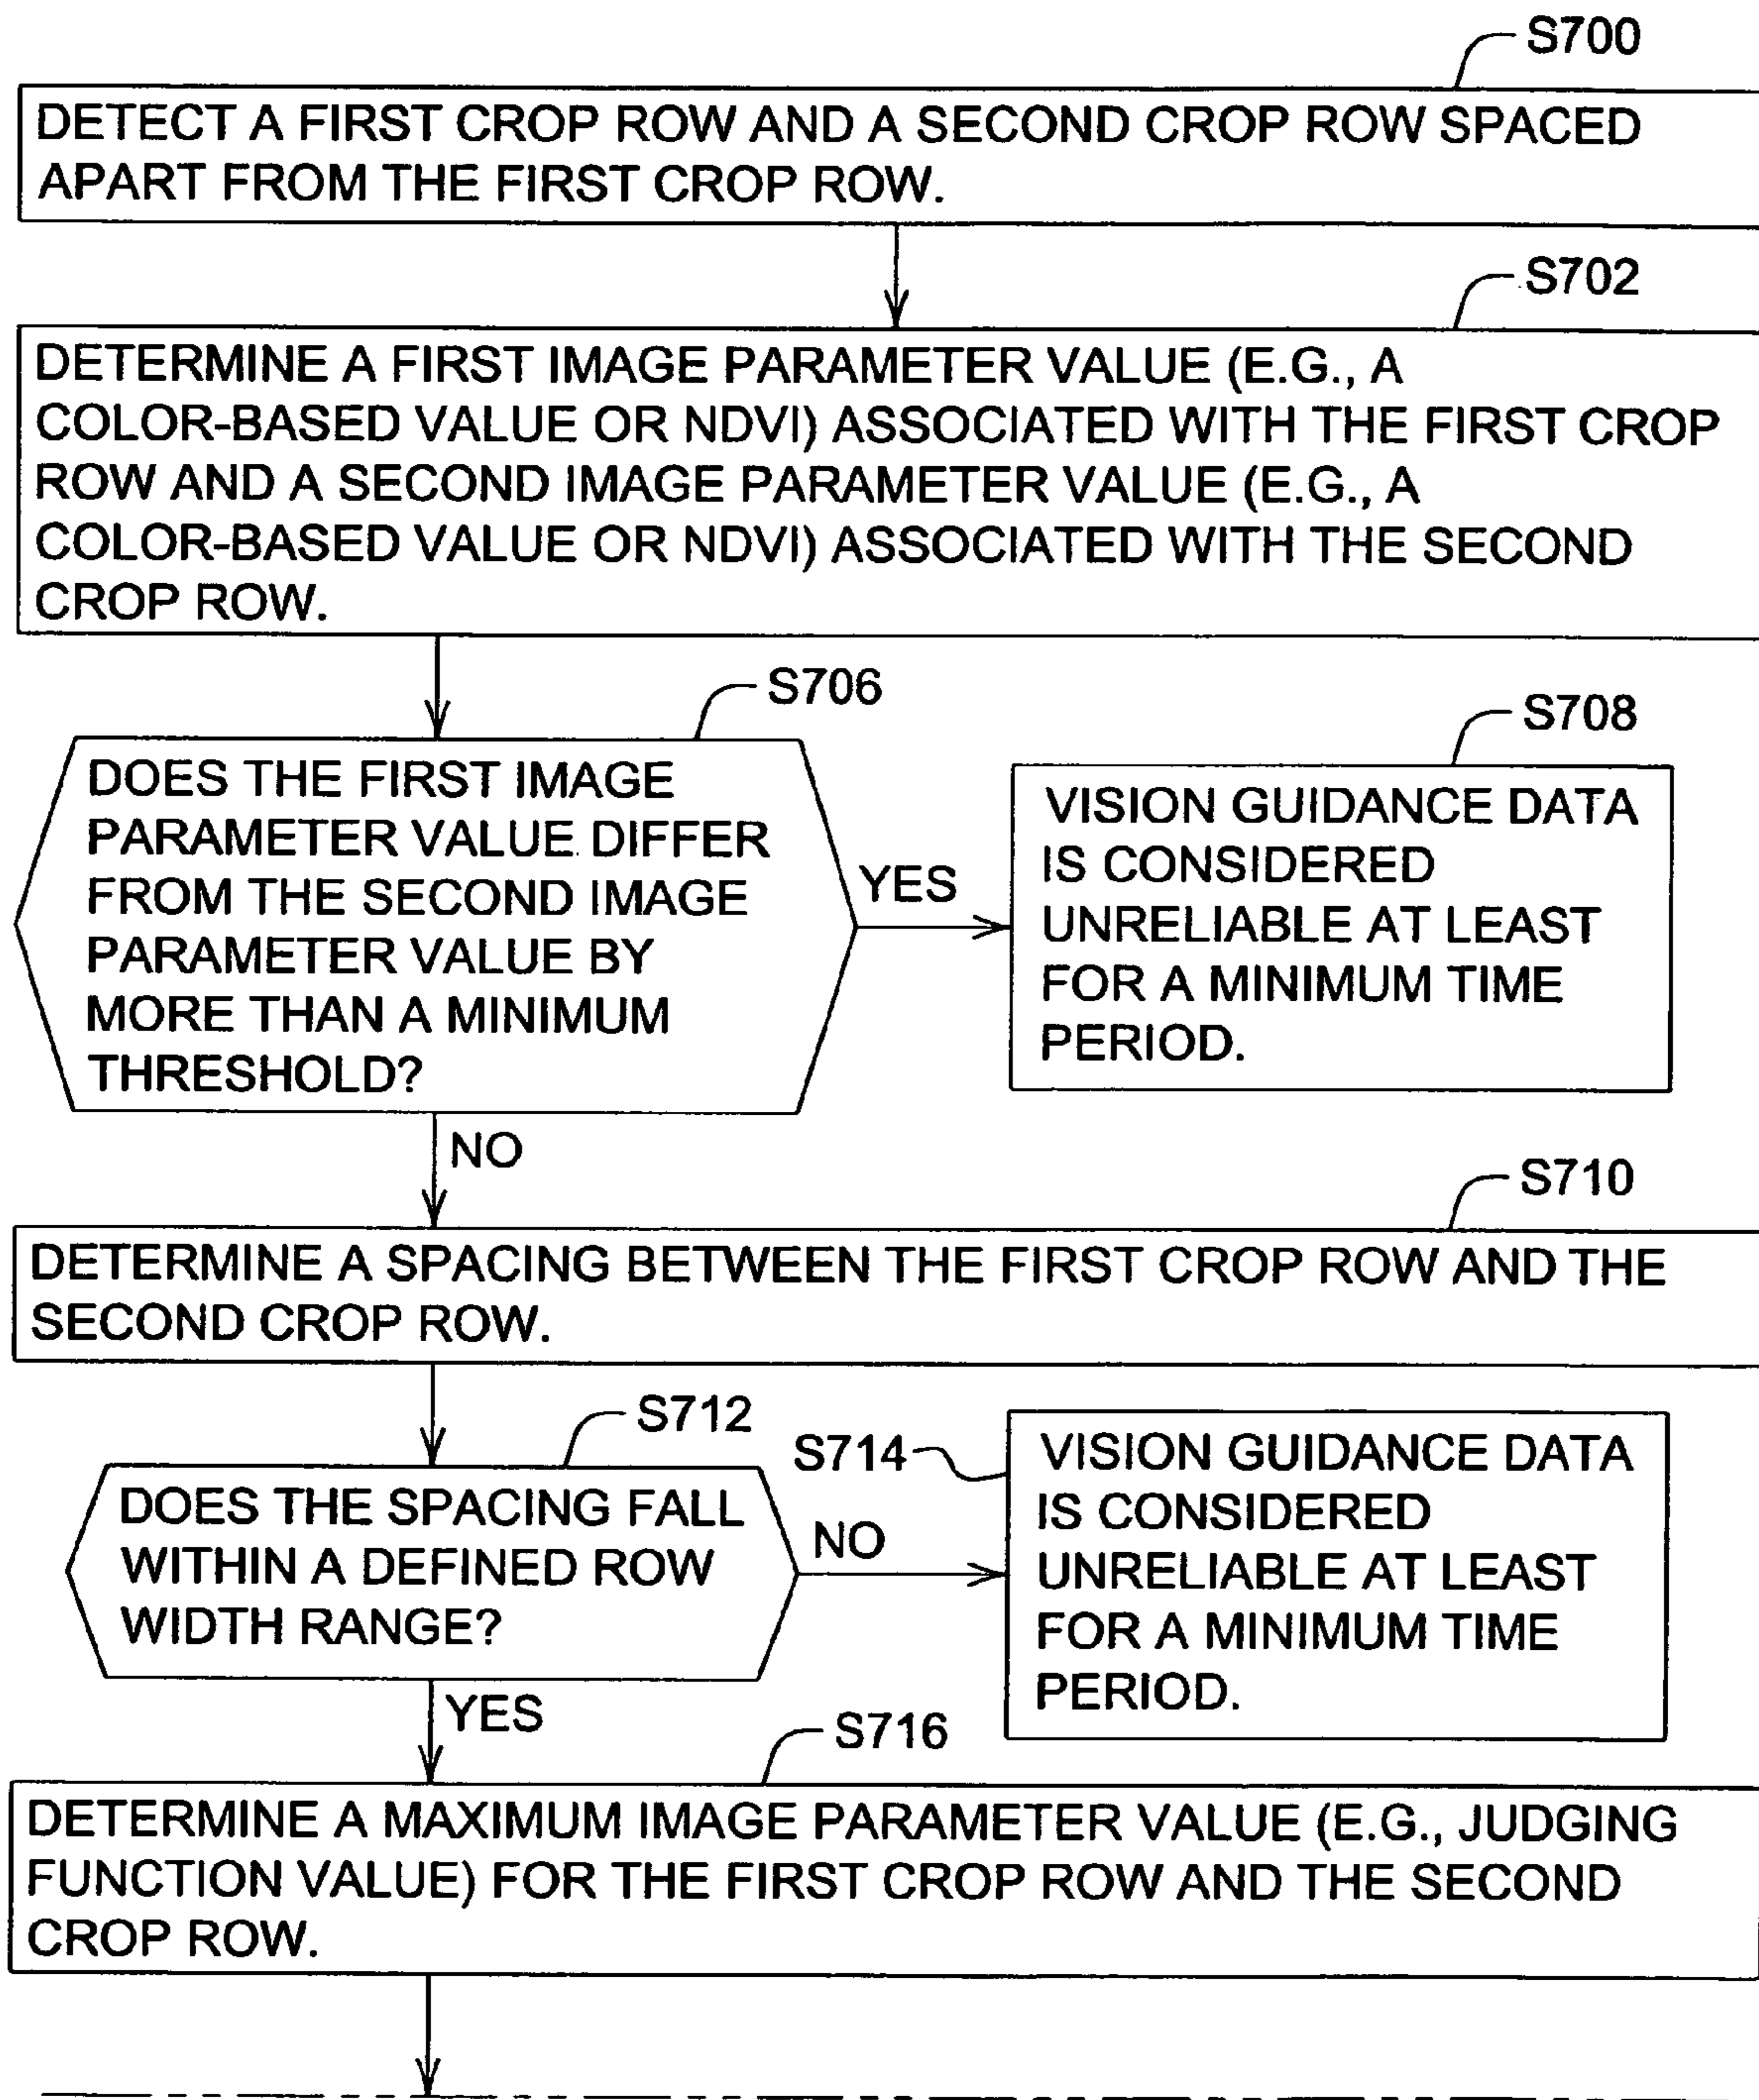 S700
DETECT A FIRST CROP ROW AND A SECOND CROP ROW SPACED
APART FROM THE FIRST CROP ROW.
S702
DETERMINE A FIRST IMAGE PARAMETER VALUE (E.G., A
COLOR-BASED VALUE OR NDVI) ASSOCIATED WITH THE FIRST CROP
ROW AND A SECOND IMAGE PARAMETER VALUE (E.G., A
COLOR-BASED VALUE OR NDVI) ASSOCIATED WITH THE SECOND
CROP ROW.
S706
DOES THE FIRST IMAGE
PARAMETER VALUE DIFFER
FROM THE SECOND IMAGE
PARAMETER VALUE BY
MORE THAN A MINIMUM
THRESHOLD?
YES
S708
VISION GUIDANCE DATA
IS CONSIDERED
UNRELIABLE AT LEAST
FOR A MINIMUM TIME
PERIOD.
NO
S710
DETERMINE A SPACING BETWEEN THE FIRST CROP ROW AND THE
SECOND CROP ROW.
S712
DOES THE SPACING FALL
WITHIN A DEFINED ROW
WIDTH RANGE?
NO
S714
VISION GUIDANCE DATA
IS CONSIDERED
UNRELIABLE AT LEAST
FOR A MINIMUM TIME
PERIOD.
YES
S716
DETERMINE A MAXIMUM IMAGE PARAMETER VALUE (E.G., JUDGING
FUNCTION VALUE) FOR THE FIRST CROP ROW AND THE SECOND
CROP ROW.